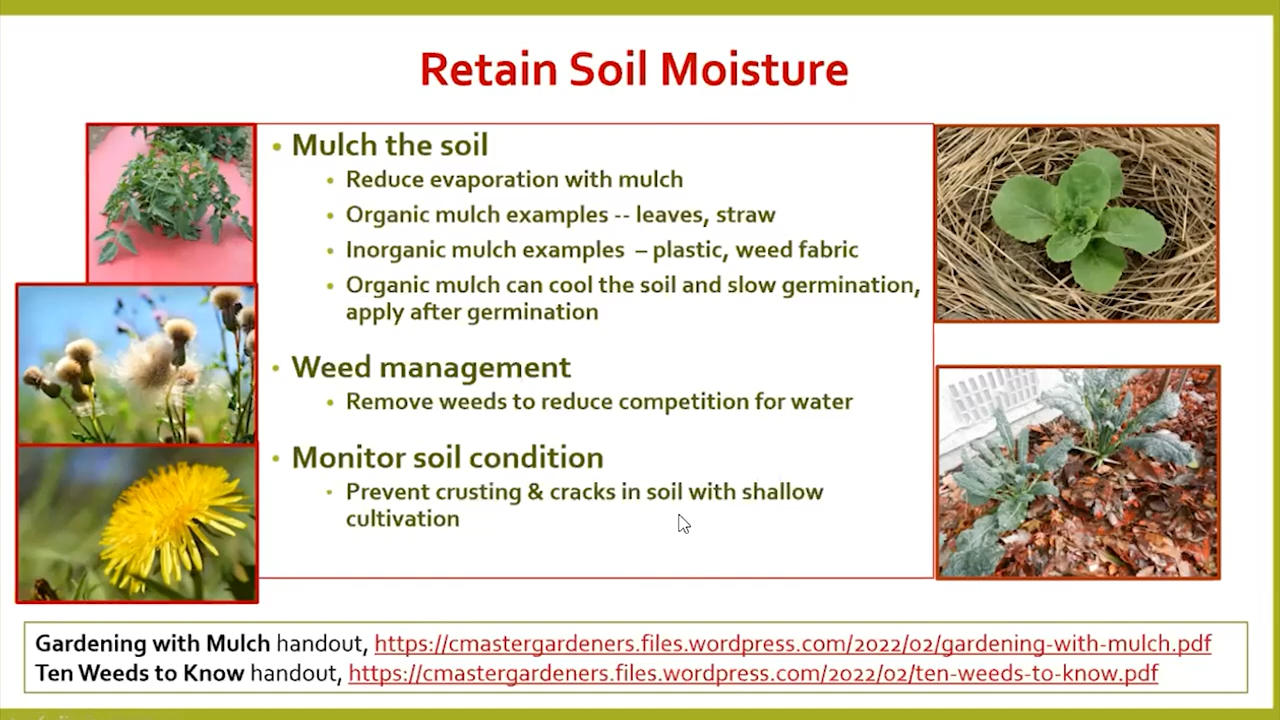 Retain Soil Moisture
• Mulch the soil
• Reduce evaporation with mulch
• Organic mulch examples -- leaves, straw
• Inorganic mulch examples – plastic, weed fabric
• Organic mulch can cool the soil and slow germination,
apply after germination
• Weed management
• Remove weeds to reduce competition for water
• Monitor soil condition
• Prevent crusting & cracks in soil with shallow
cultivation
Gardening with Mulch handout, https://cmastergardeners.files.wordpress.com/2022/02/gardening-with-mulch.pdf
Ten Weeds to Know handout, https://cmastergardeners.files.wordpress.com/2022/02/ten-weeds-to-know.pdf